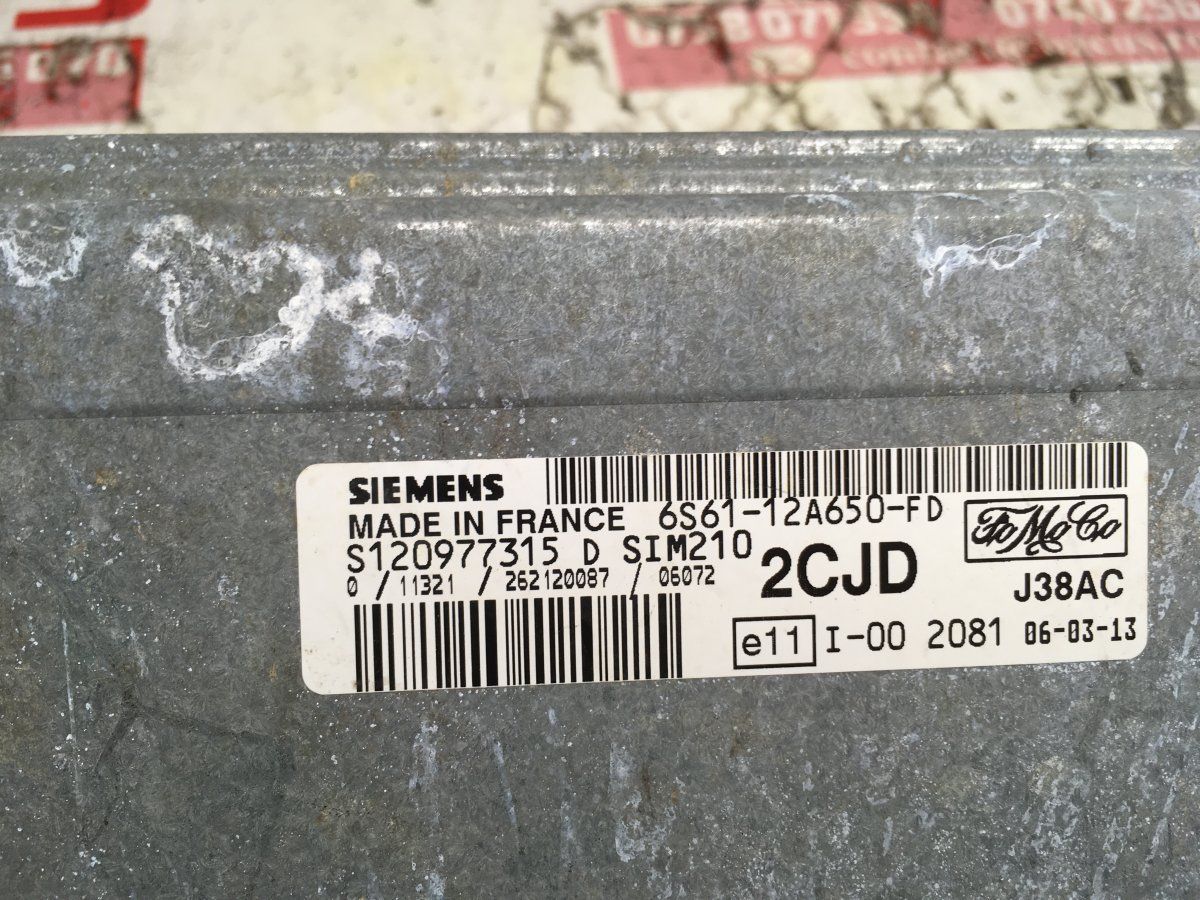 SIEMENS
MADE IN FRANCE 6S61-12A650-FD
S120977315 D SIM210
0 / 11321 / 262120087 / 06072
2CJD
FoMoCo
J38AC
e11 I-00 2081 06-03-13